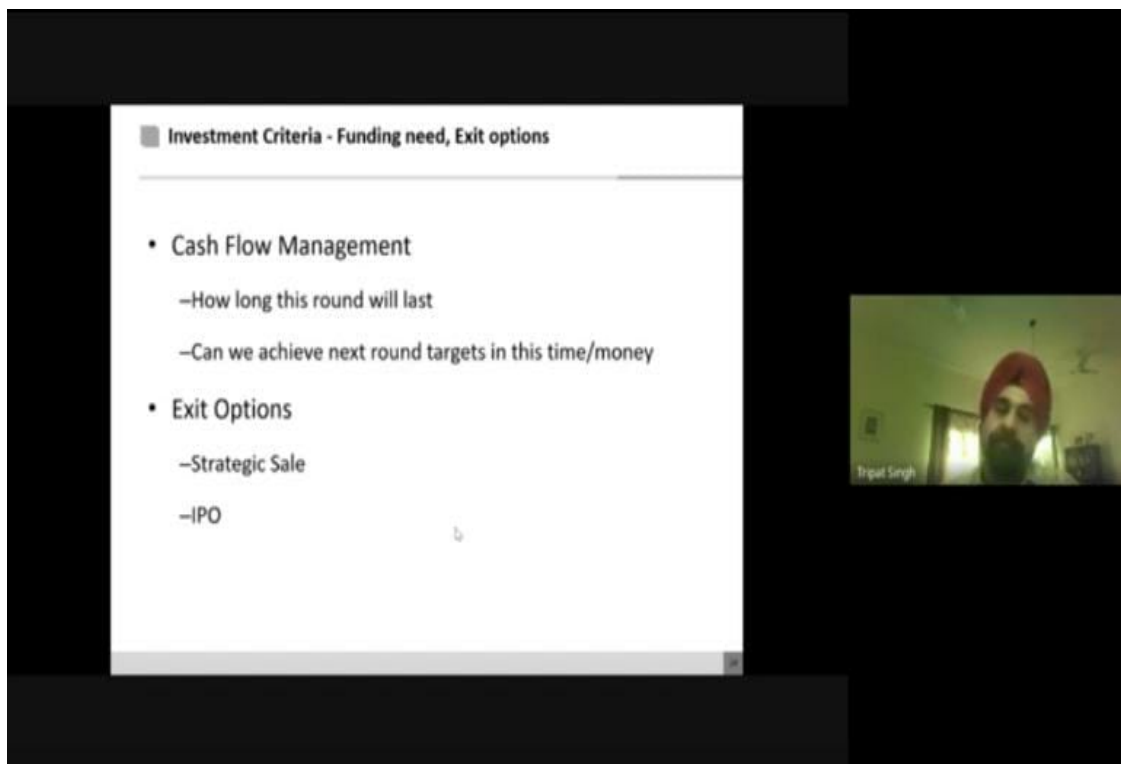 Investment Criteria - Funding need, Exit options
• Cash Flow Management
–How long this round will last
–Can we achieve next round targets in this time/money
• Exit Options
–Strategic Sale
–IPO
Tripat Singh